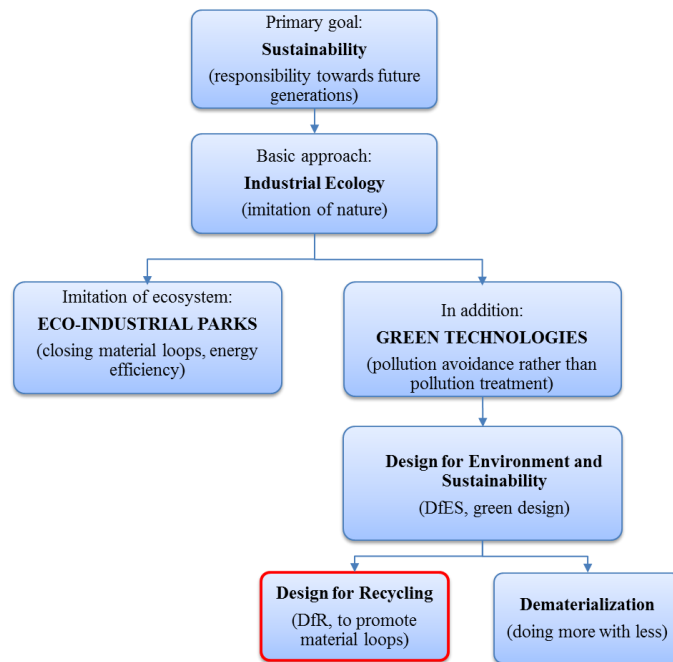 Primary goal:
Sustainability
(responsibility towards future
generations)
Basic approach:
Industrial Ecology
(imitation of nature)
Imitation of ecosystem:
ECO-INDUSTRIAL PARKS
(closing material loops, energy
efficiency)
In addition:
GREEN TECHNOLOGIES
(pollution avoidance rather than
pollution treatment)
Design for Environment and
Sustainability
(DfES, green design)
Design for Recycling
(DfR, to promote
material loops)
Dematerialization
(doing more with less)